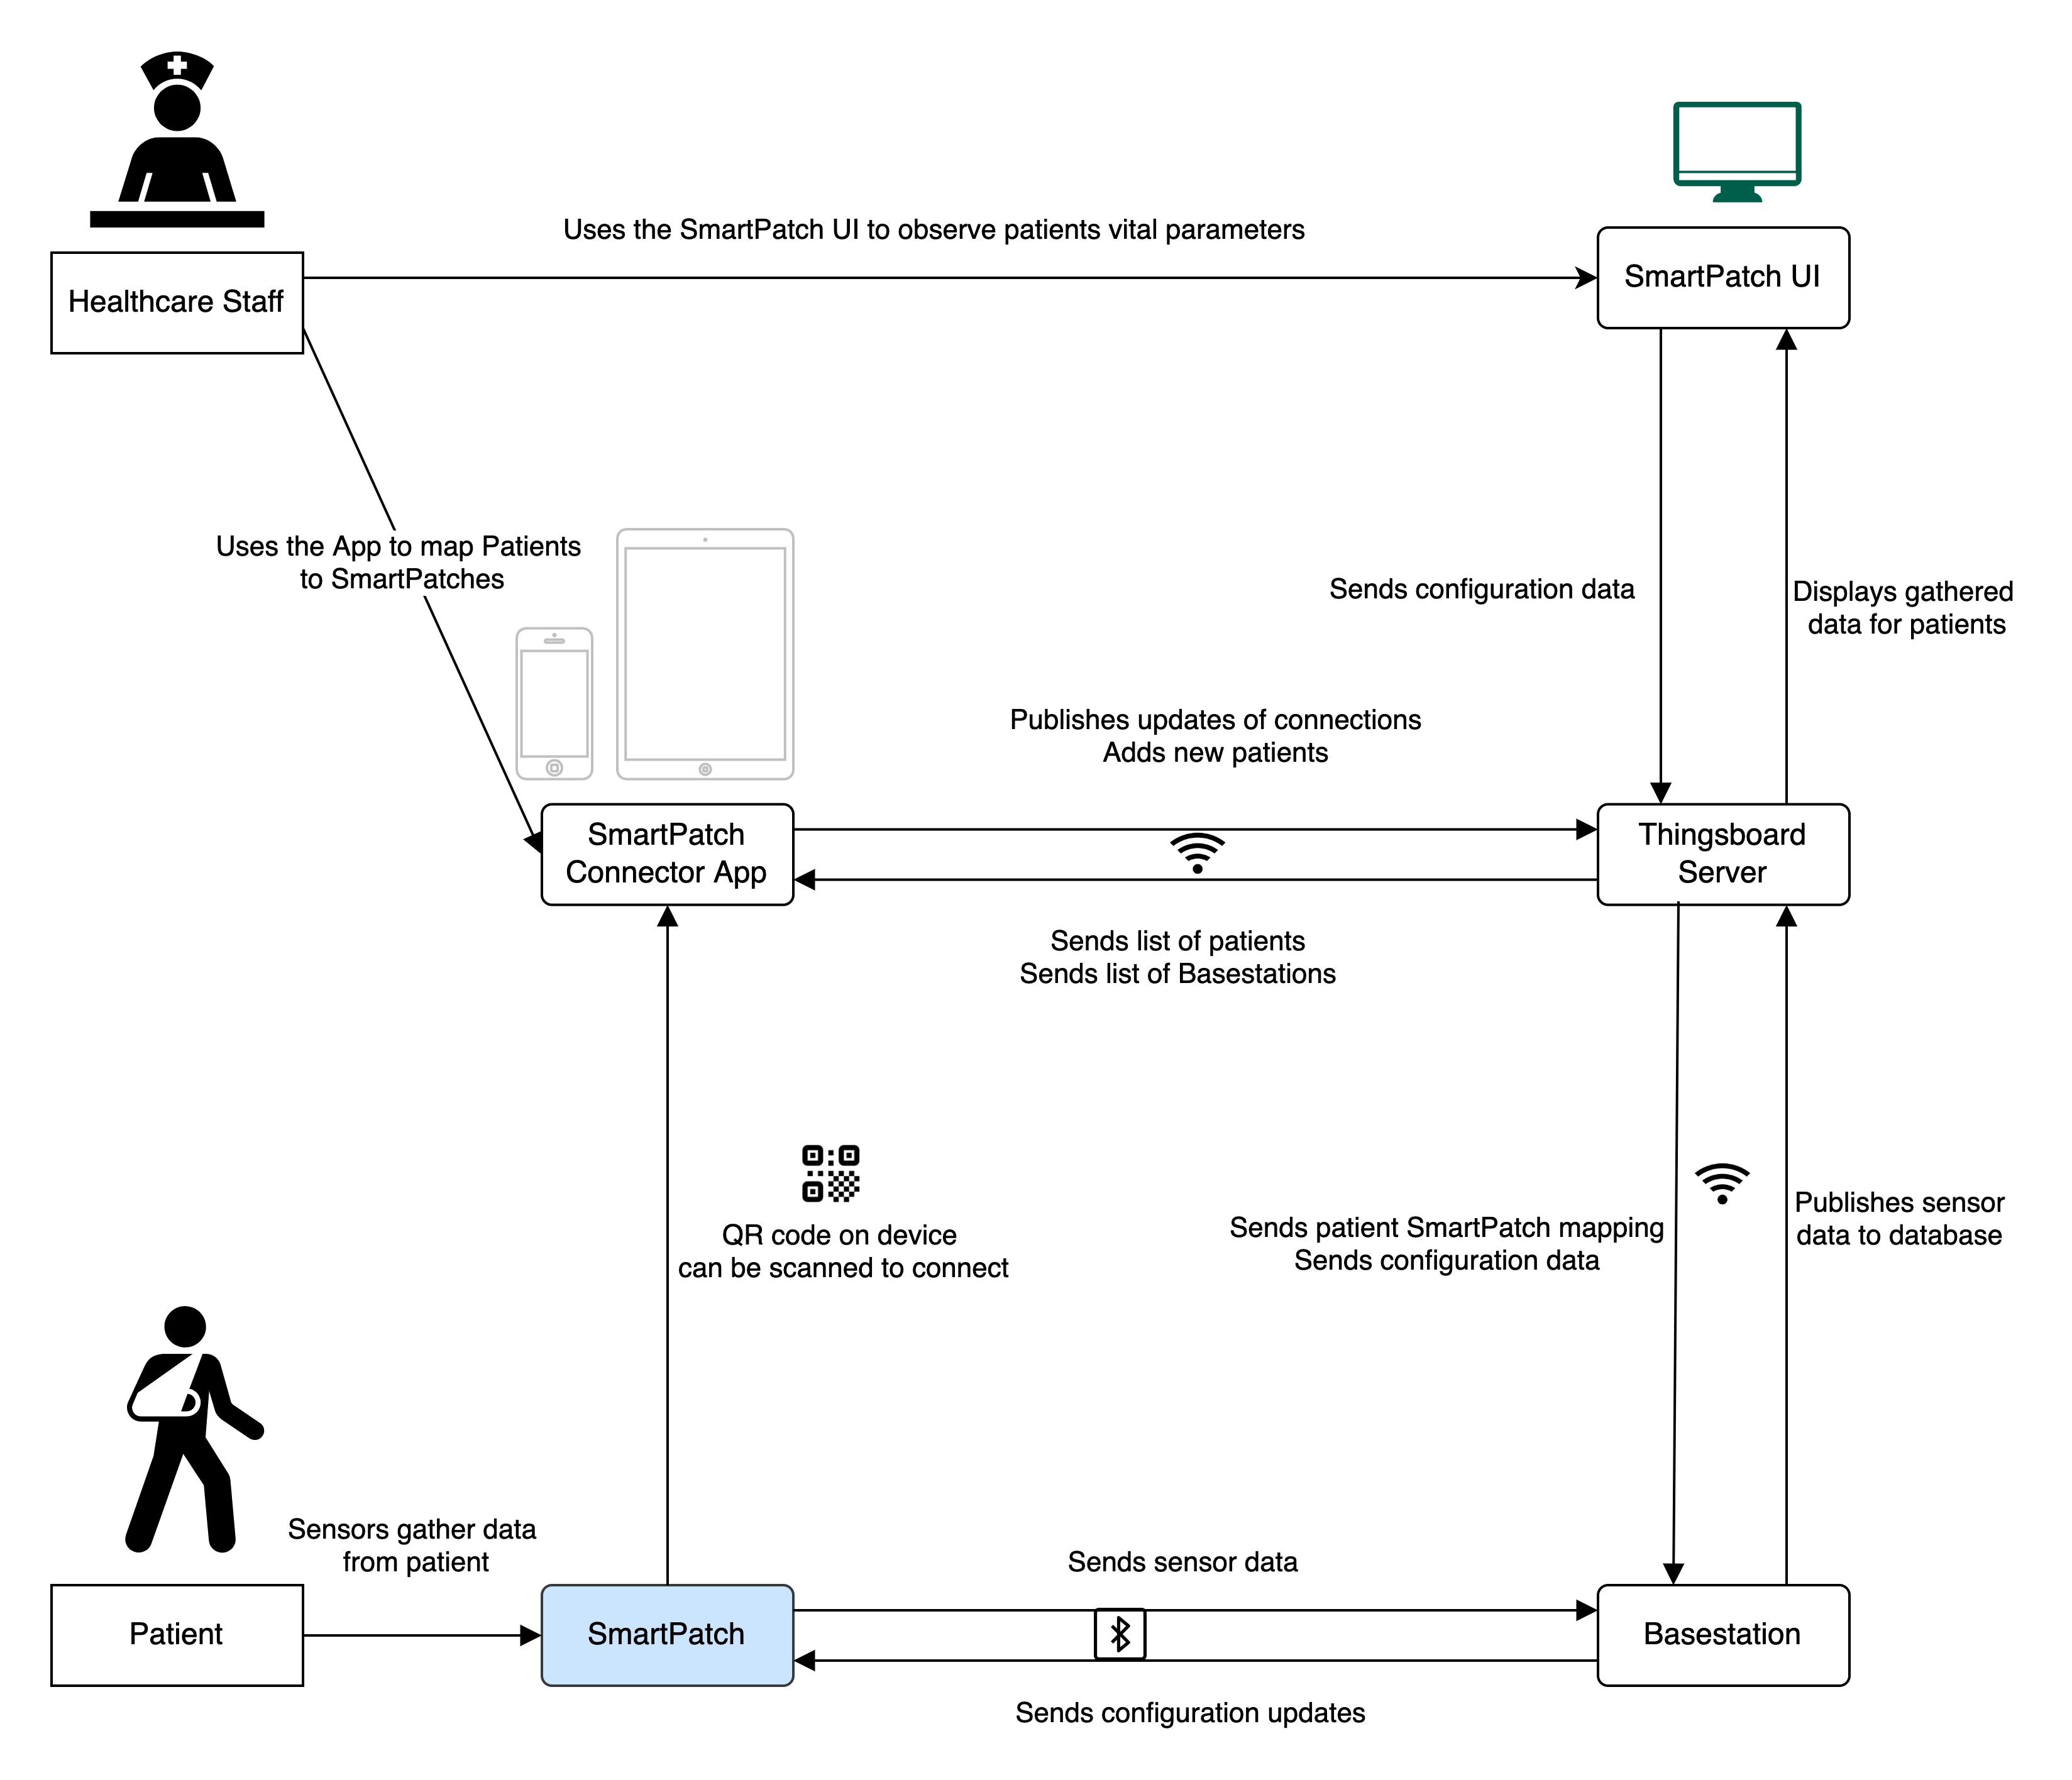 Uses the SmartPatch UI to observe patients vital parameters
Healthcare Staff
SmartPatch UI
Uses the App to map Patients
to SmartPatches
Sends configuration data
Displays gathered
data for patients
Publishes updates of connections
Adds new patients
SmartPatch
Connector App
Thingsboard
Server
Sends list of patients
Sends list of Basestations
QR code on device
can be scanned to connect
Sends patient SmartPatch mapping
Sends configuration data
Publishes sensor
data to database
Sensors gather data
from patient
Sends sensor data
Patient
SmartPatch
Basestation
Sends configuration updates